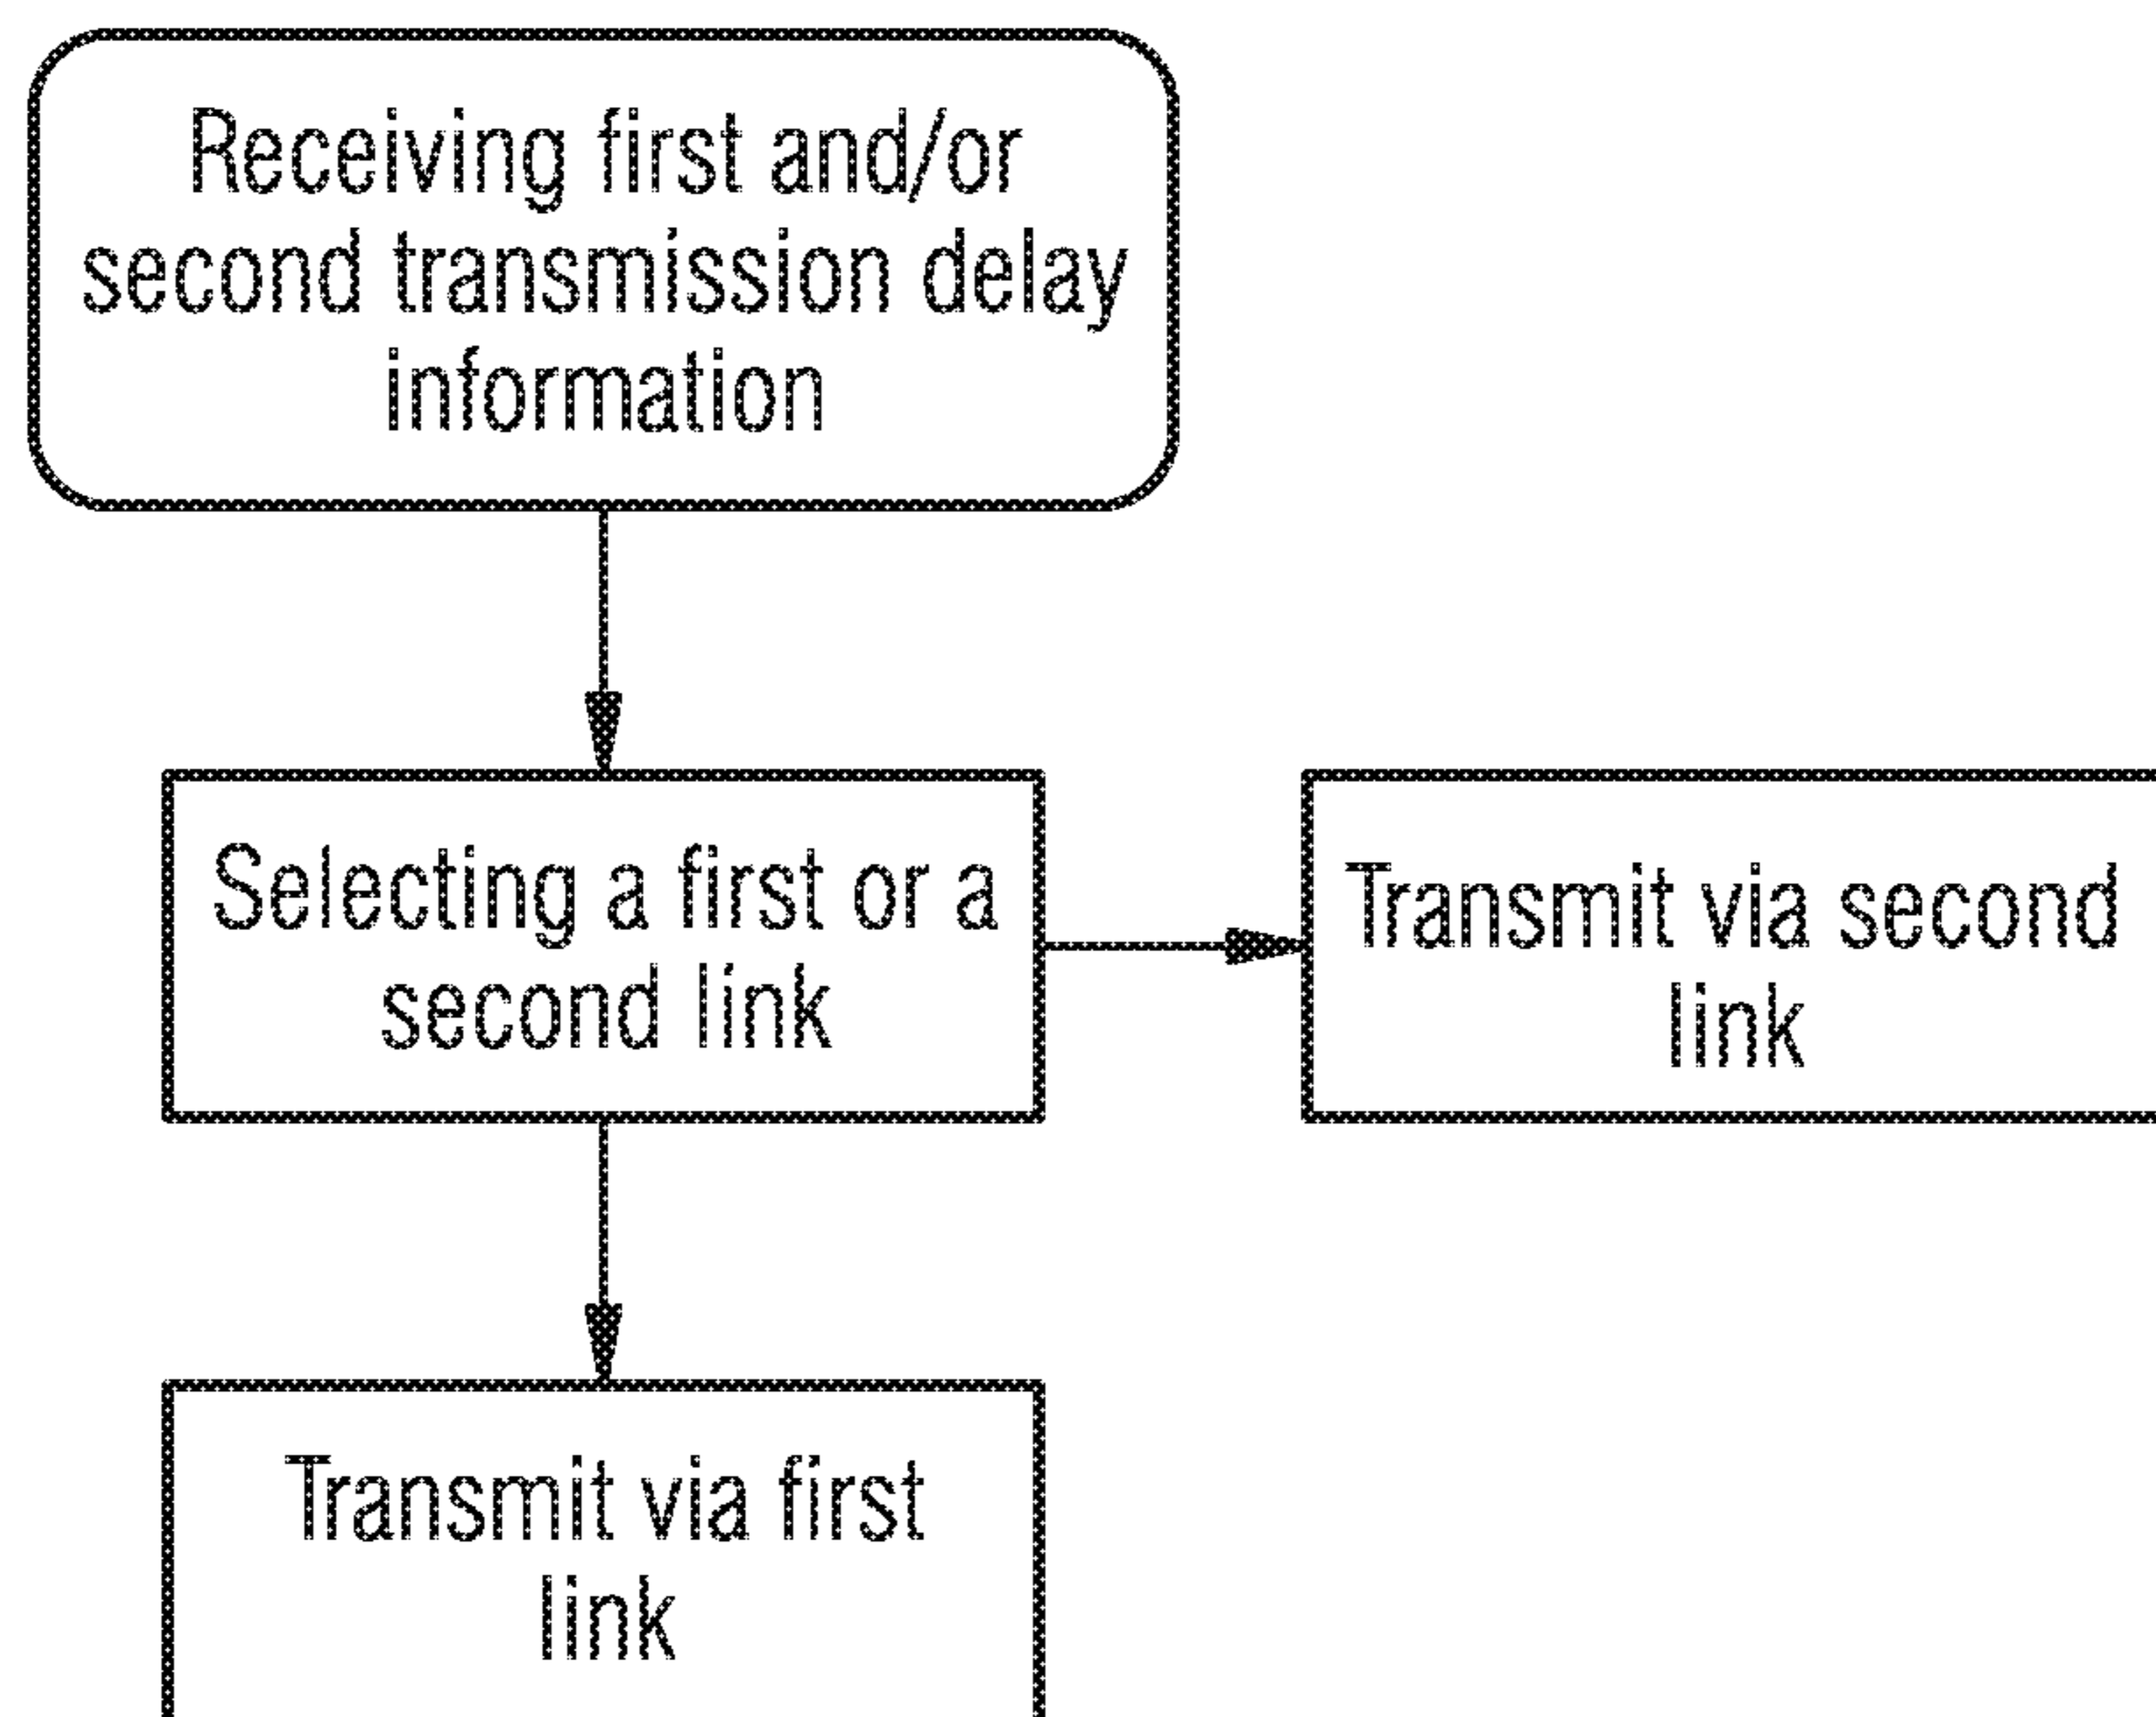 Receiving first and/or
second transmission delay
information
Selecting a first or a
second link
Transmit via second
link
Transmit via first
link